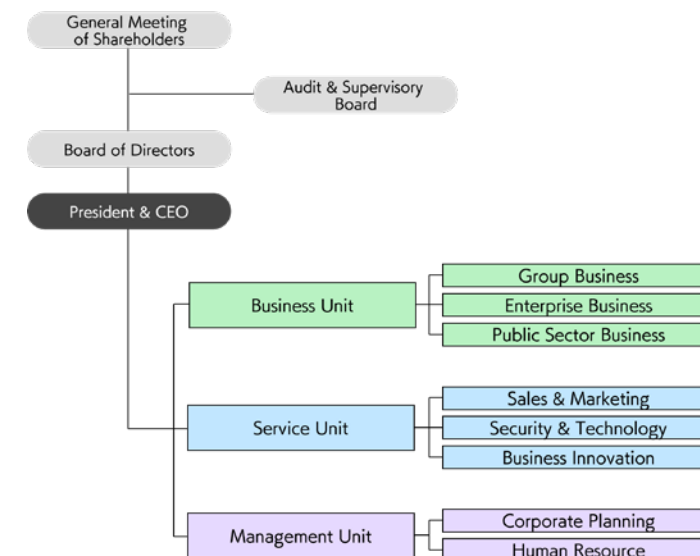 General Meeting
of Shareholders
Audit & Supervisory
Board
Board of Directors
President & CEO
Business Unit
Group Business
Enterprise Business
Public Sector Business
Service Unit
Sales & Marketing
Security & Technology
Business Innovation
Management Unit
Corporate Planning
Human Resource